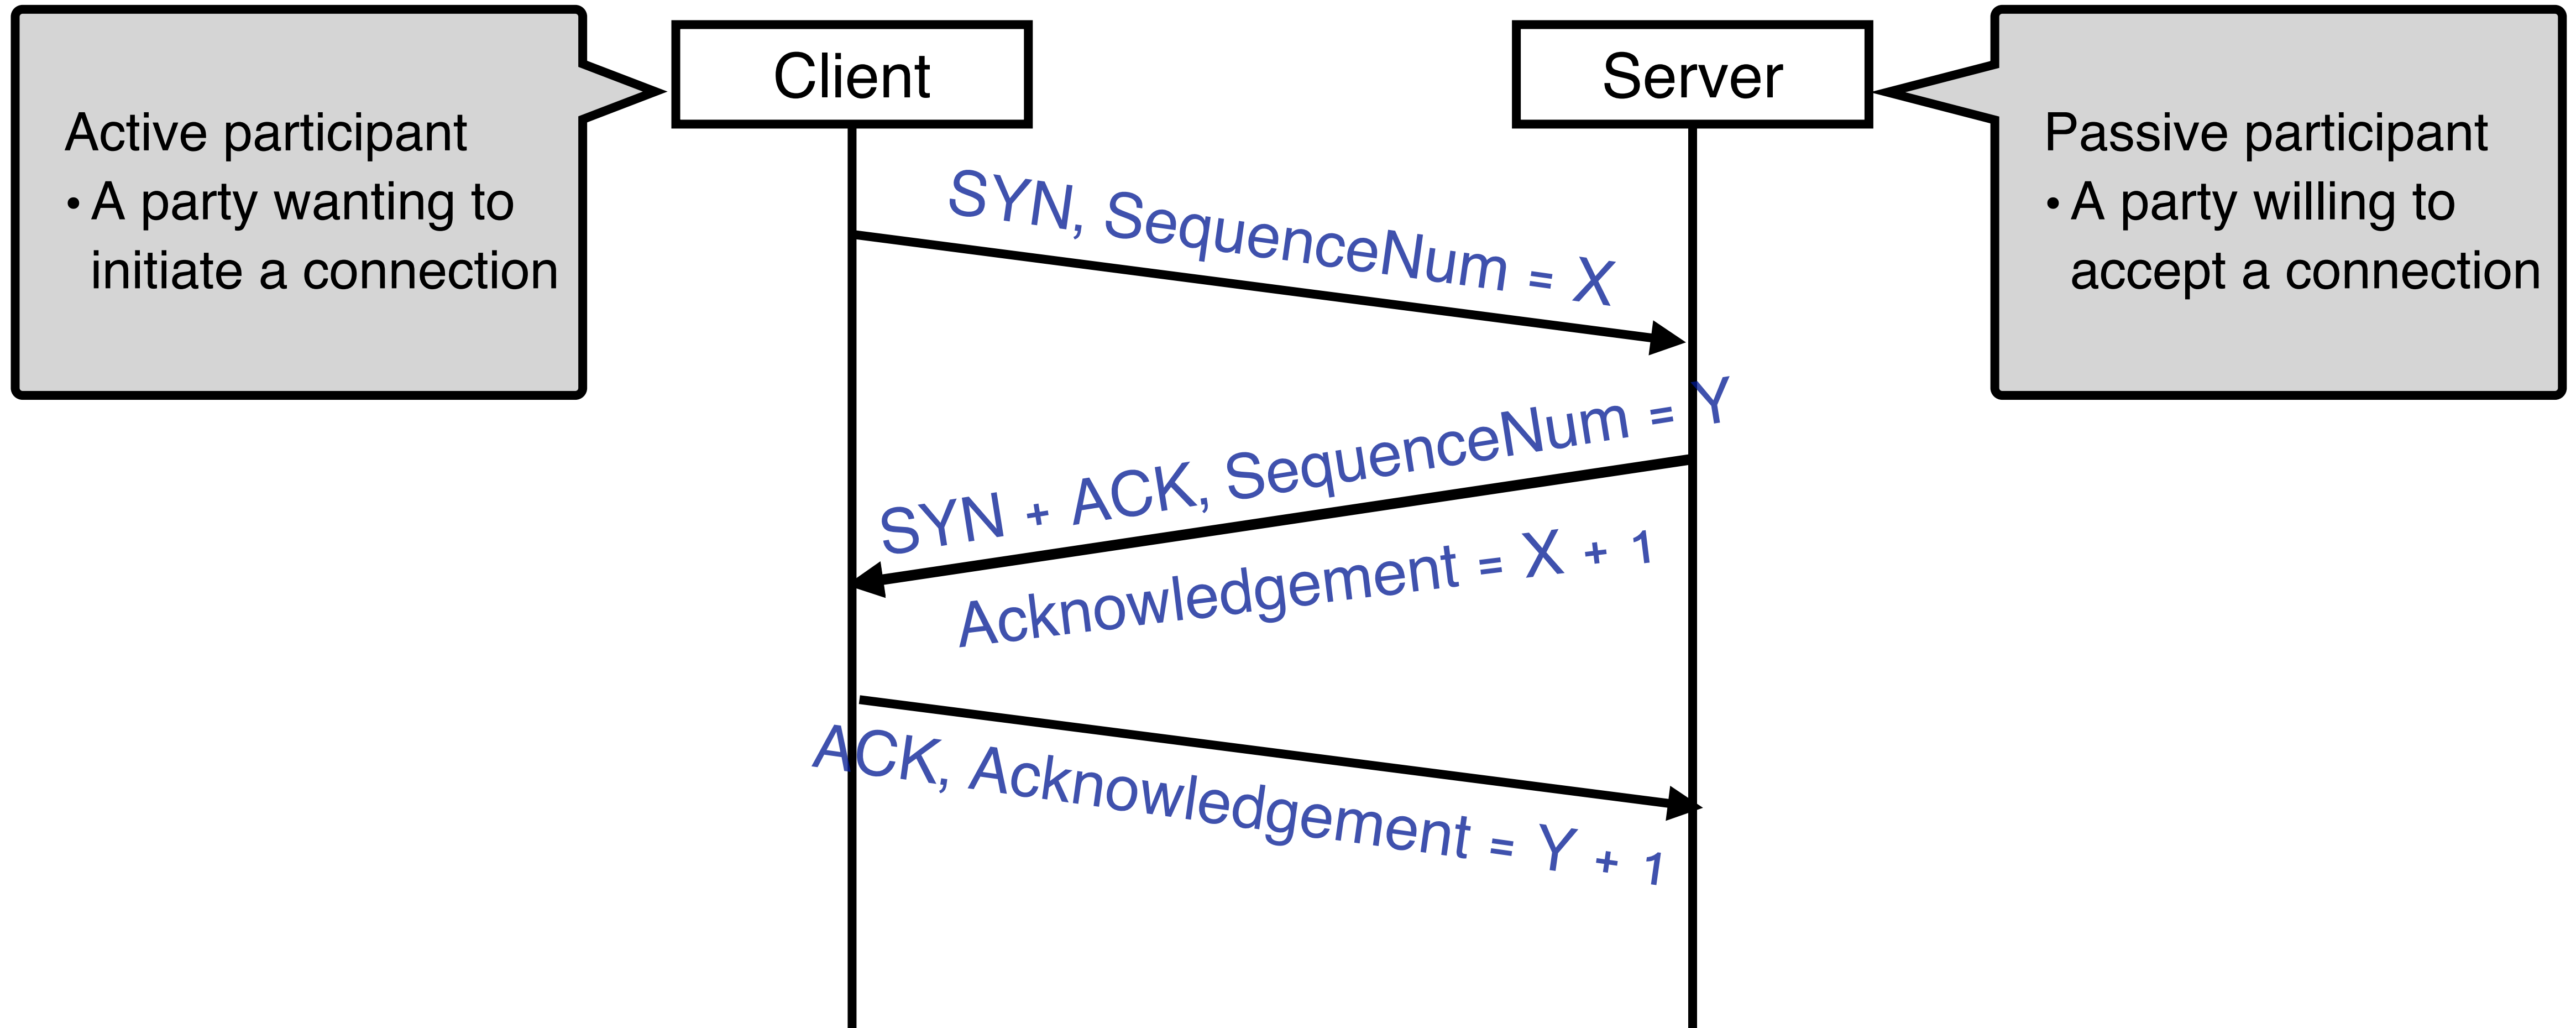 Active participant
• A party wanting to
initiate a connection
Client
Server
Passive participant
• A party willing to
accept a connection
SYN, SequenceNum = X
SYN + ACK, SequenceNum = Y
Acknowledgement = X + 1
ACK, Acknowledgement = Y + 1